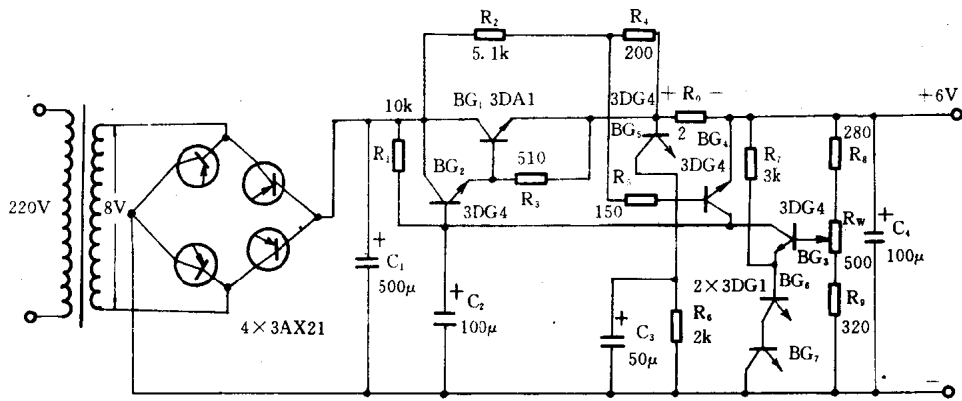 R₂
5.1k
R₄
200
10k
BG₁ 3DA1
3DG4
+ R₀ -
2
+6V
R₁
BG₂
3DG4
510
R₃
BG₅
BG₄
3DG4
R₅
150
R₇
3k
280
R₈
3DG4
BG₃
R_W
500
C₄
100μ
+
220V
8V
4×3AX21
+
C₁
500μ
+
C₂
100μ
+
C₃
50μ
R₆
2k
2×3DG1
BG₆
BG₇
R₉
320
-